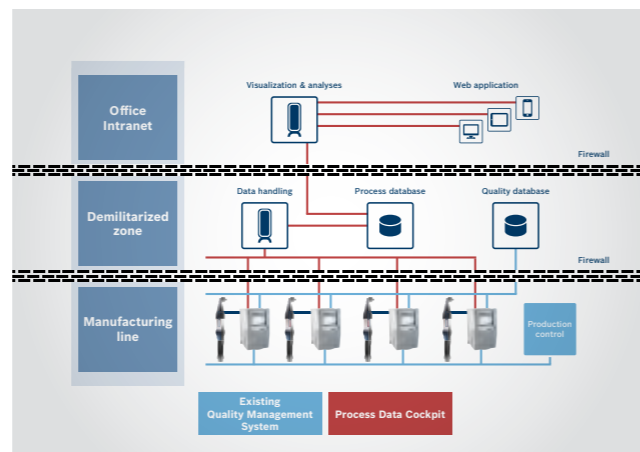 Visualization & analyses
Web application
Office
Intranet
Firewall
Data handling
Process database
Quality database
Demilitarized
zone
Firewall
Manufacturing
line
Production
control
Existing
Quality Management
System
Process Data Cockpit